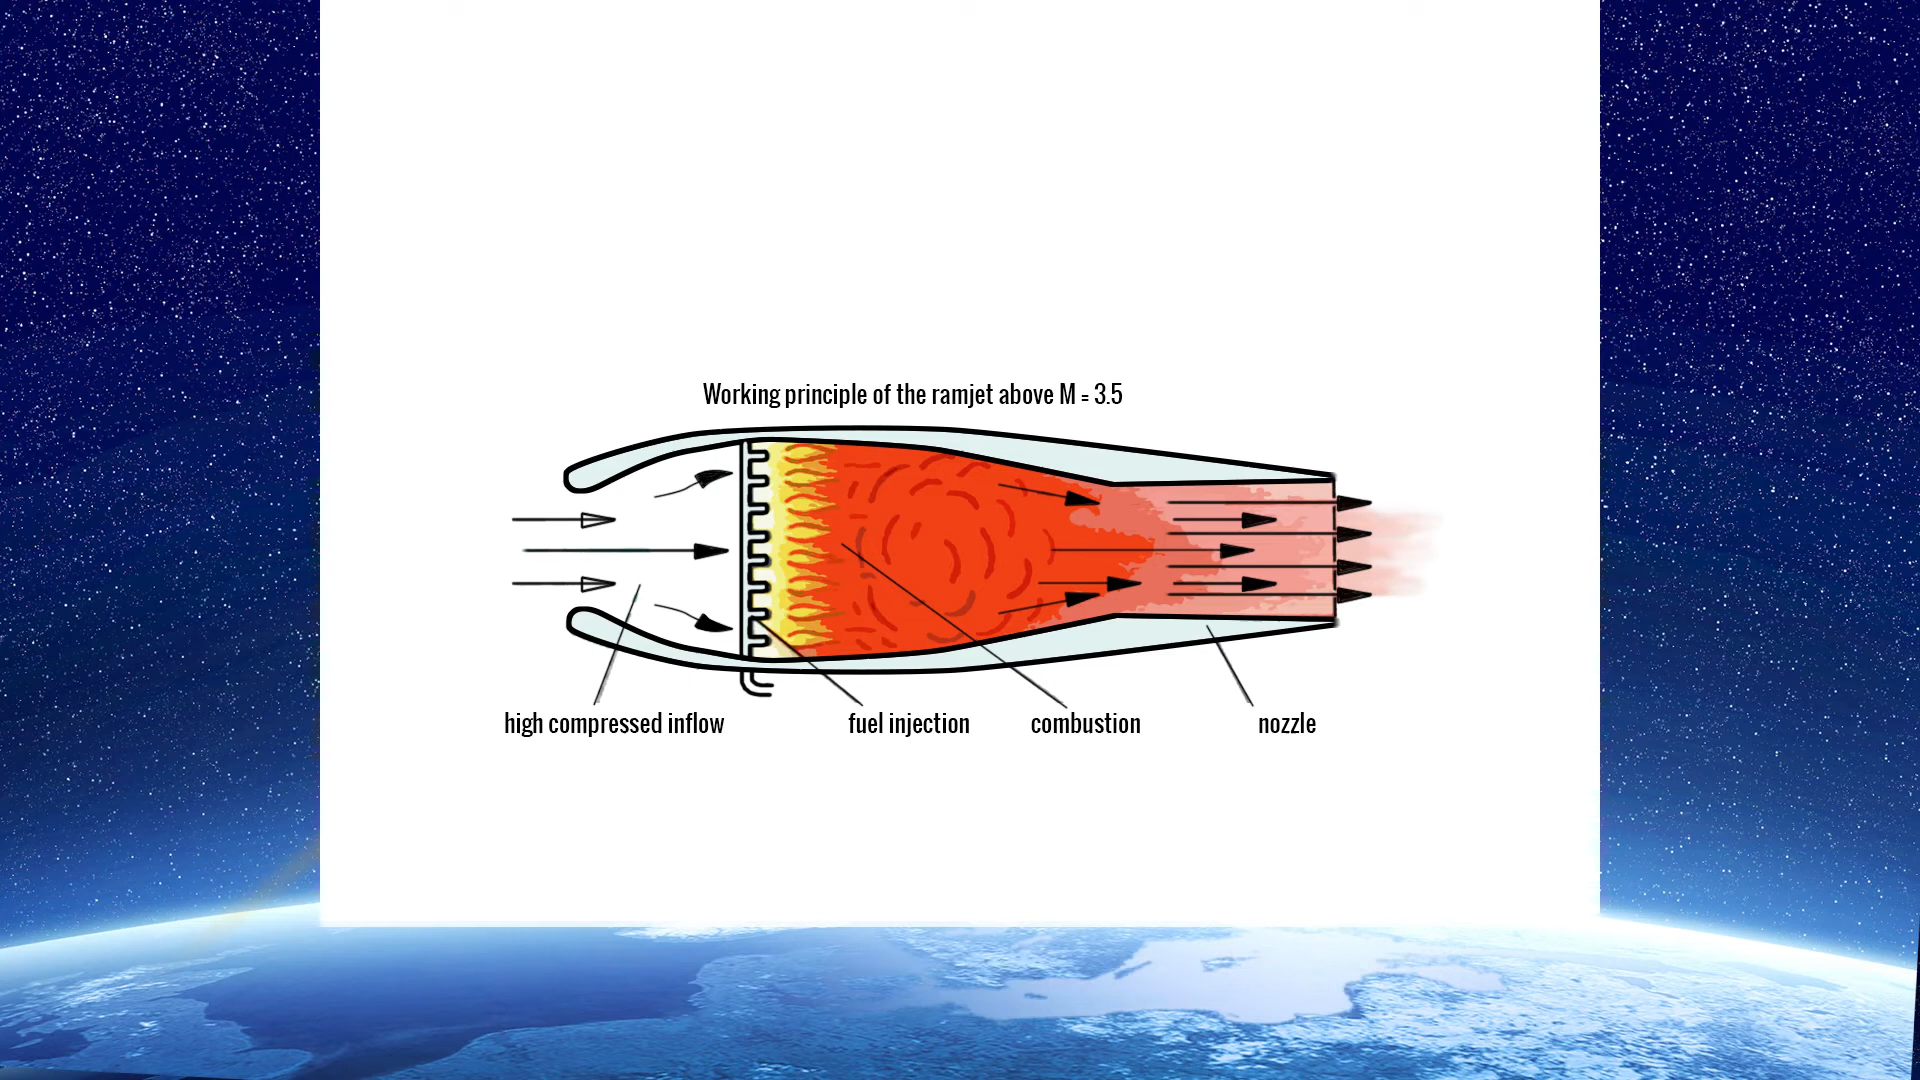 Working principle of the ramjet above M = 3.5
high compressed inflow
fuel injection
combustion
nozzle